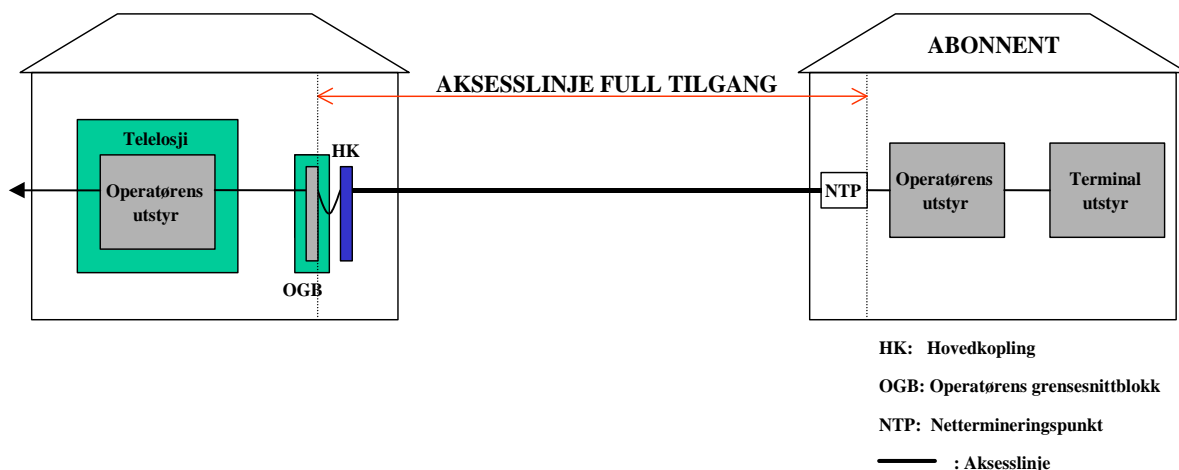 ABONNENT
AKSESSLINJE FULL TILGANG
Telelosji
HK
Operatørens
utstyr
OGB
NTP
Operatørens
utstyr
Terminal
utstyr
HK: Hovedkopling
OGB: Operatørens grensesnittblokk
NTP: Nettermineringspunkt
: Aksesslinje